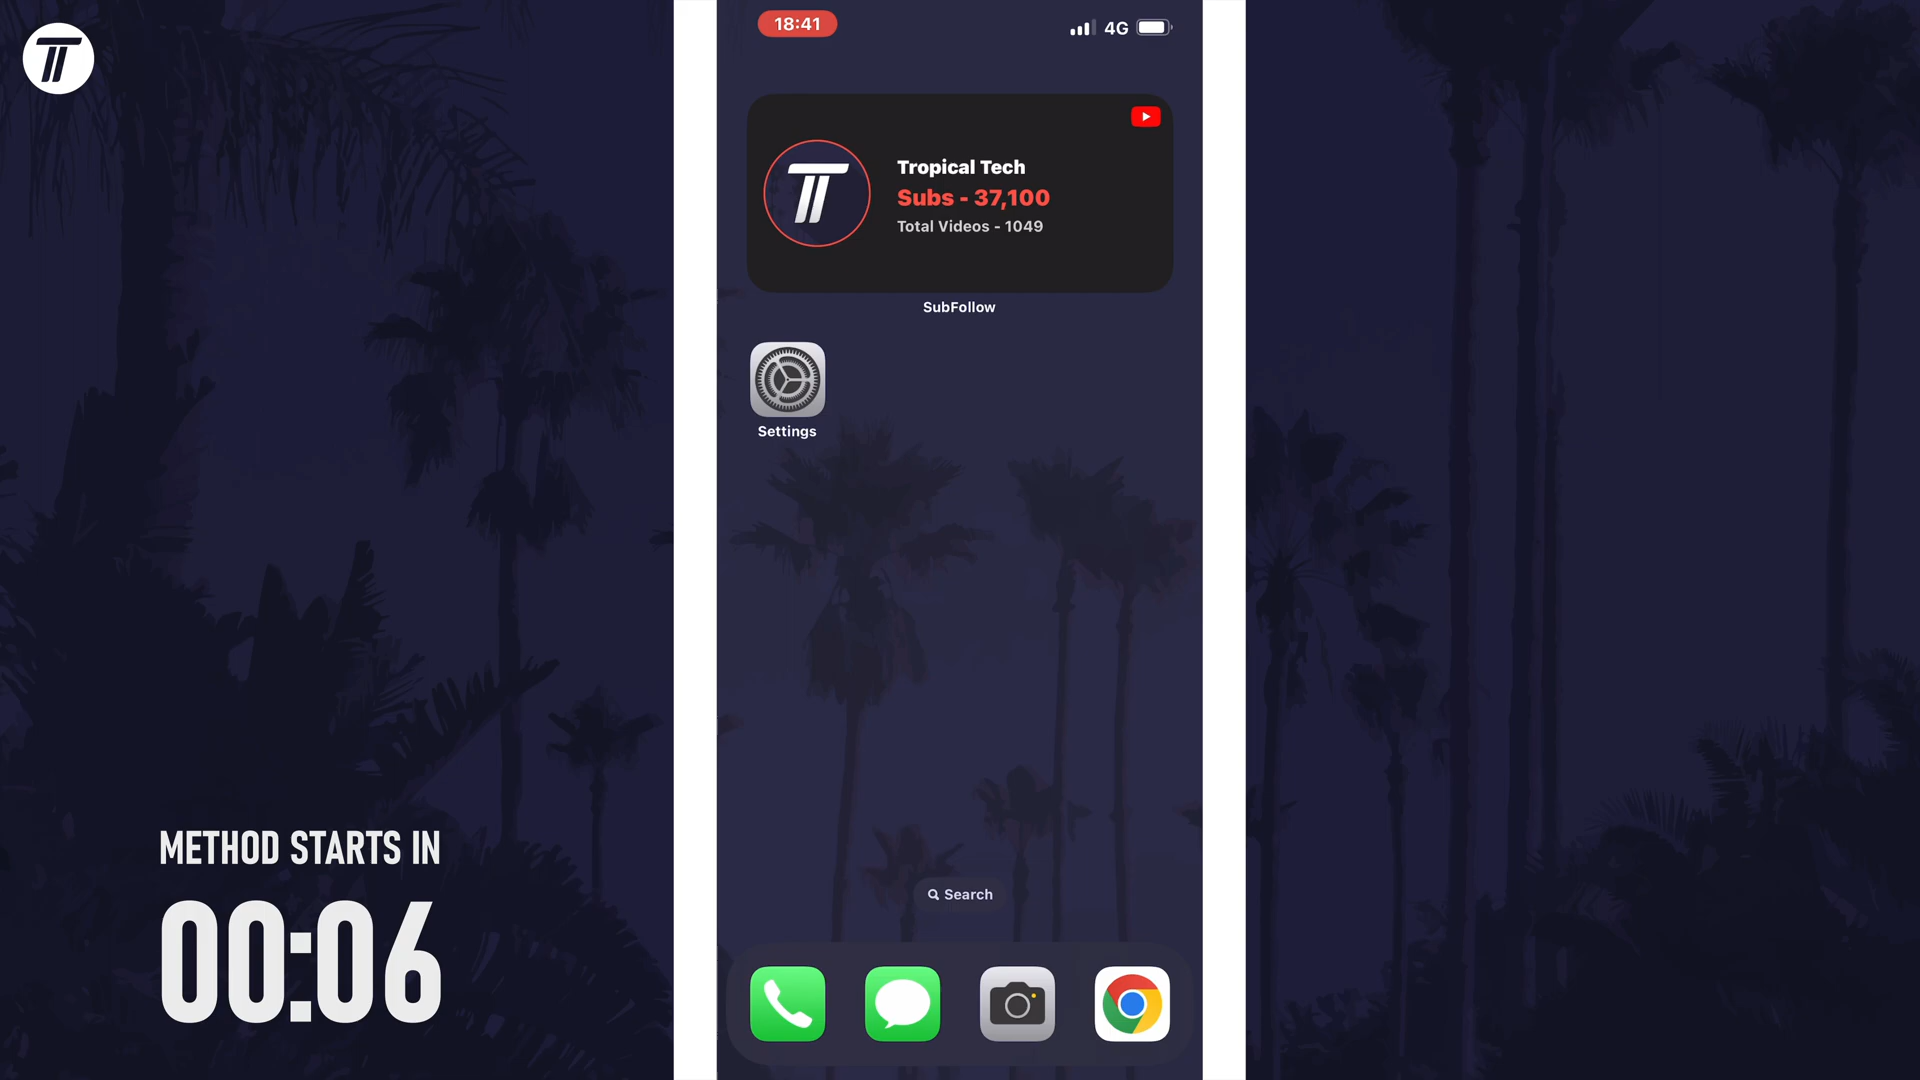 18:41
4G
Tropical Tech
Subs - 37,100
Total Videos - 1049
SubFollow
Settings
Search
METHOD STARTS IN
00:06